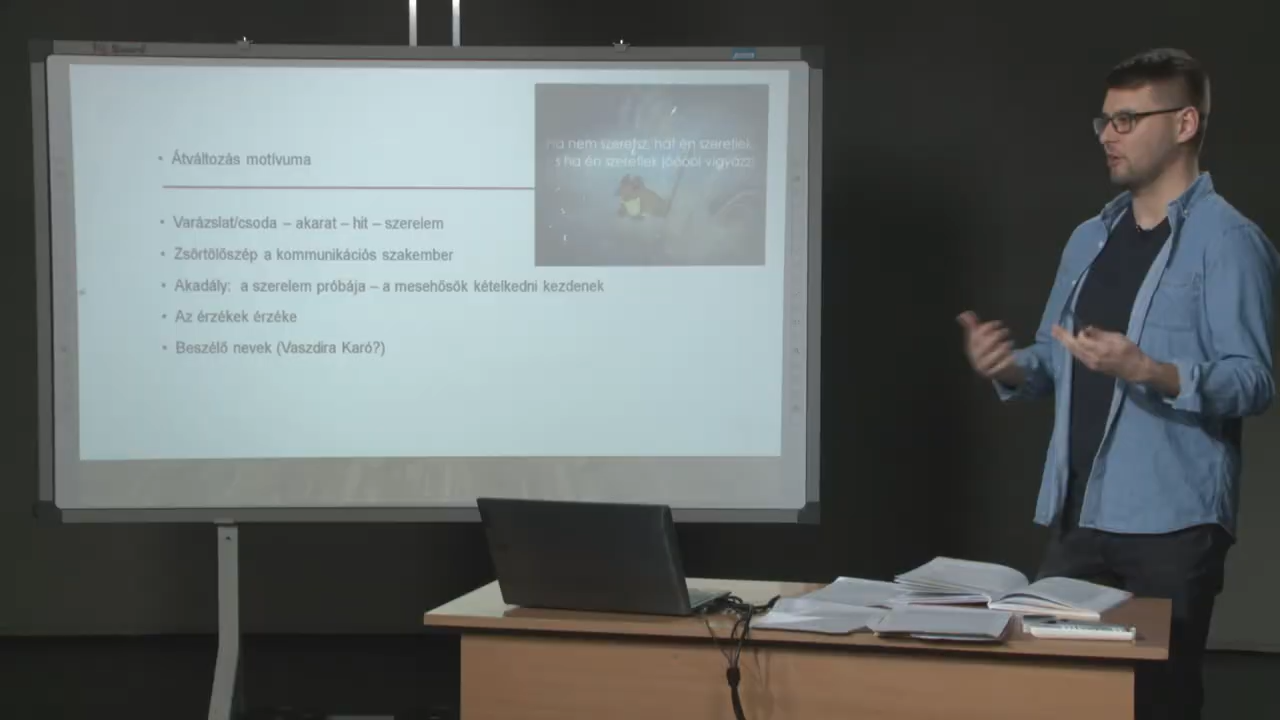 Átváltozás motívuma
Ha nem szeretsz, hát én szeretlek,
s ha én szeretlek jóóóól vigyázz!
Varázslat/csoda – akarat – hit – szerelem
Zsörtölőszép a kommunikációs szakember
Akadály: a szerelem próbája – a mesehősök kételkedni kezdenek
Az érzékek érzéke
Beszélő nevek (Vaszdira Karó?)